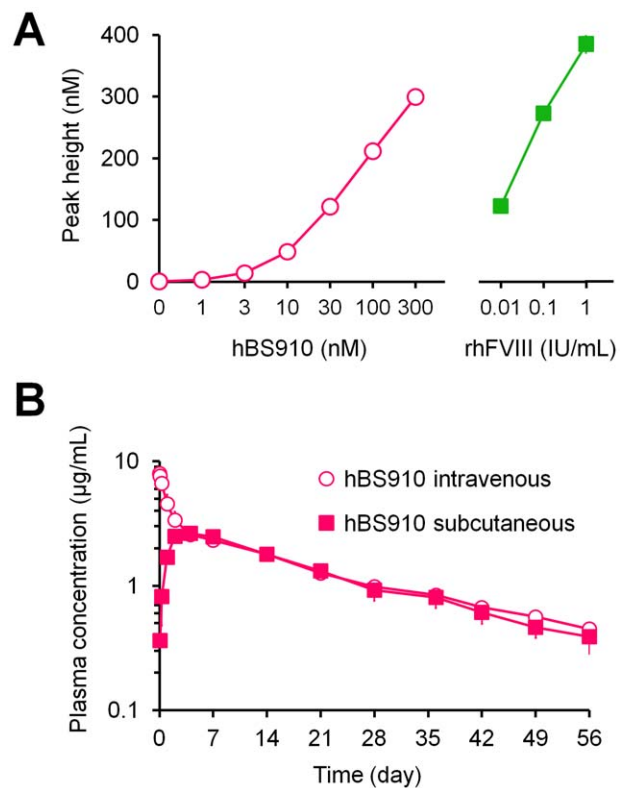 A
Peak height (nM)
400
300
200
100
0
0 1 3 10 30 100 300
hBS910 (nM)
0.01 0.1 1
rhFVIII (IU/mL)
B
Plasma concentration (µg/mL)
10
1
0.1
hBS910 intravenous
hBS910 subcutaneous
0 7 14 21 28 35 42 49 56
Time (day)